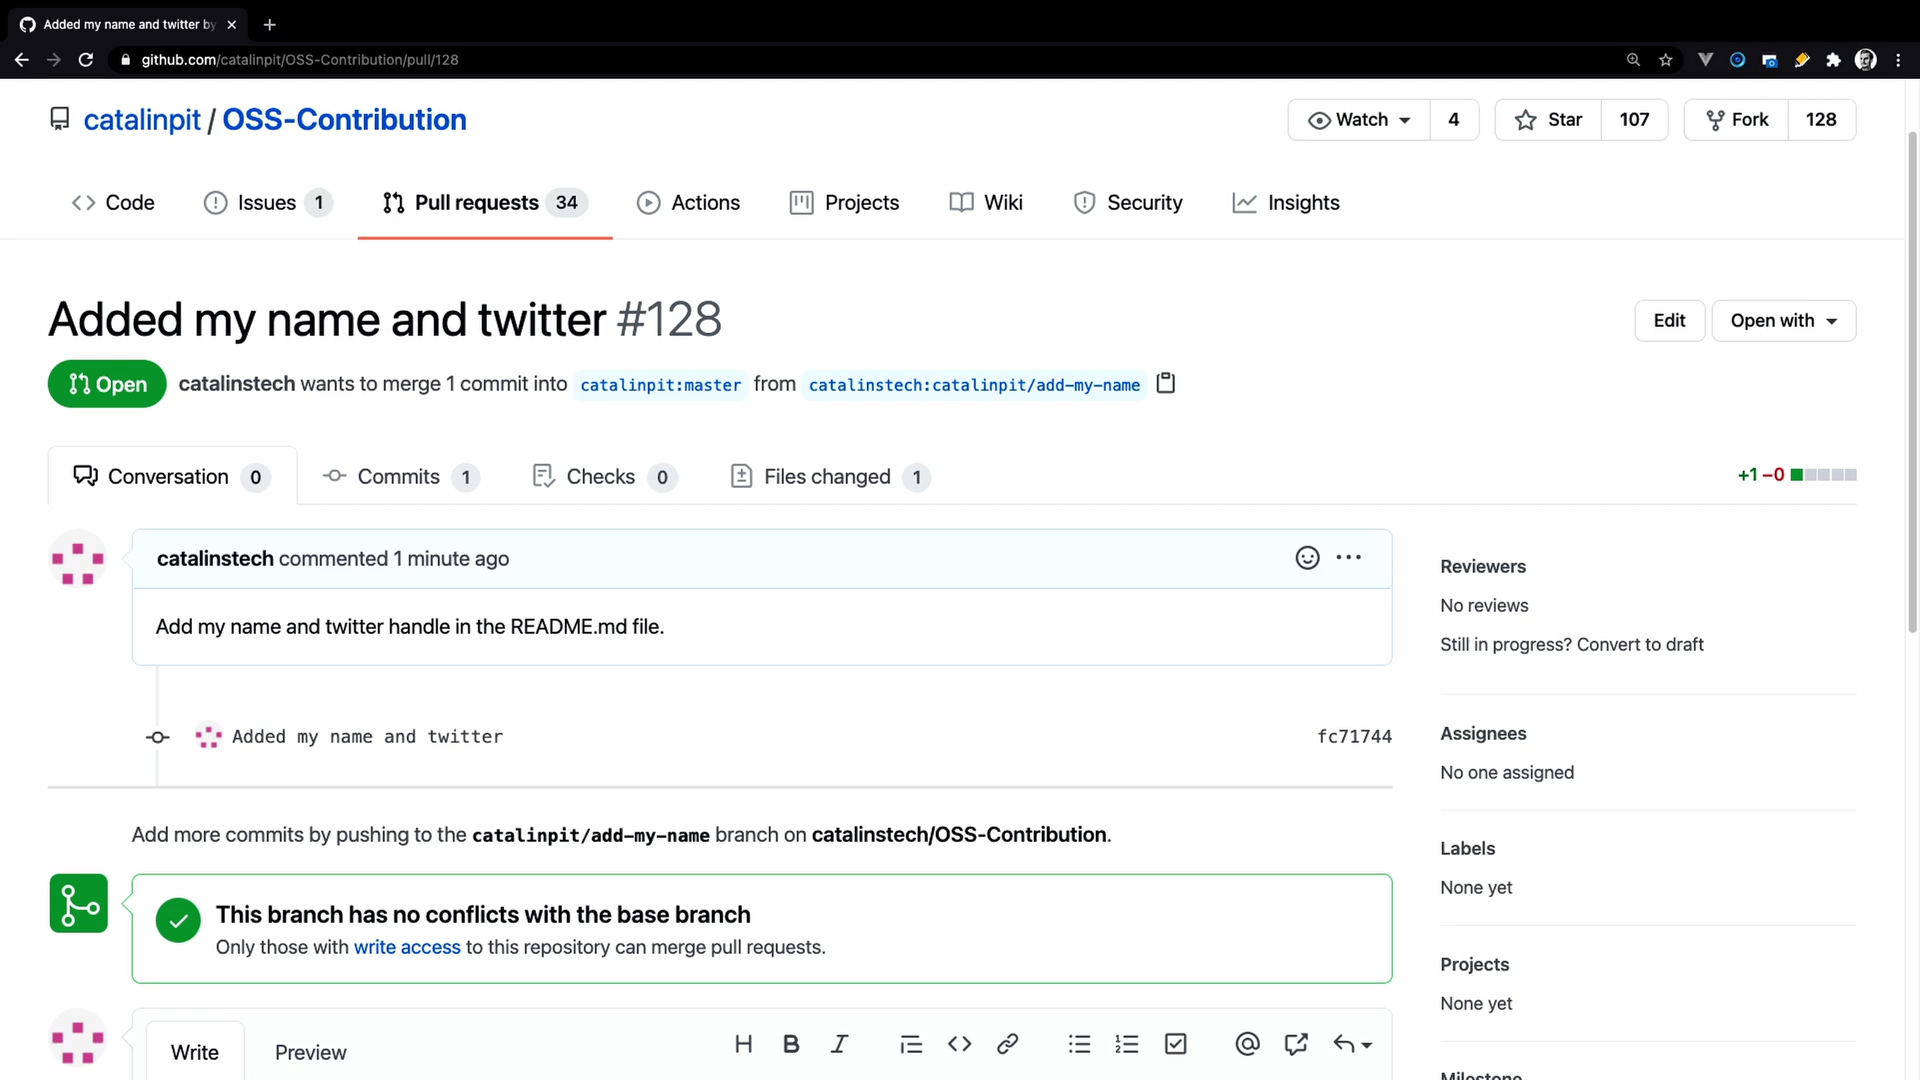 Added my name and twitter by
github.com/catalinpit/OSS-Contribution/pull/128
catalinpit / OSS-Contribution
Watch 4 Star 107 Fork 128
Code Issues 1 Pull requests 34 Actions Projects Wiki Security Insights
Added my name and twitter #128
Edit Open with
Open catalinstech wants to merge 1 commit into catalinpit:master from catalinstech:catalinpit/add-my-name
Conversation 0 Commits 1 Checks 0 Files changed 1 +1 −0
catalinstech commented 1 minute ago
Add my name and twitter handle in the README.md file.
Added my name and twitter fc71744
Add more commits by pushing to the catalinpit/add-my-name branch on catalinstech/OSS-Contribution.
This branch has no conflicts with the base branch
Only those with write access to this repository can merge pull requests.
Write Preview H B I @
Reviewers
No reviews
Still in progress? Convert to draft
Assignees
No one assigned
Labels
None yet
Projects
None yet
Milestone